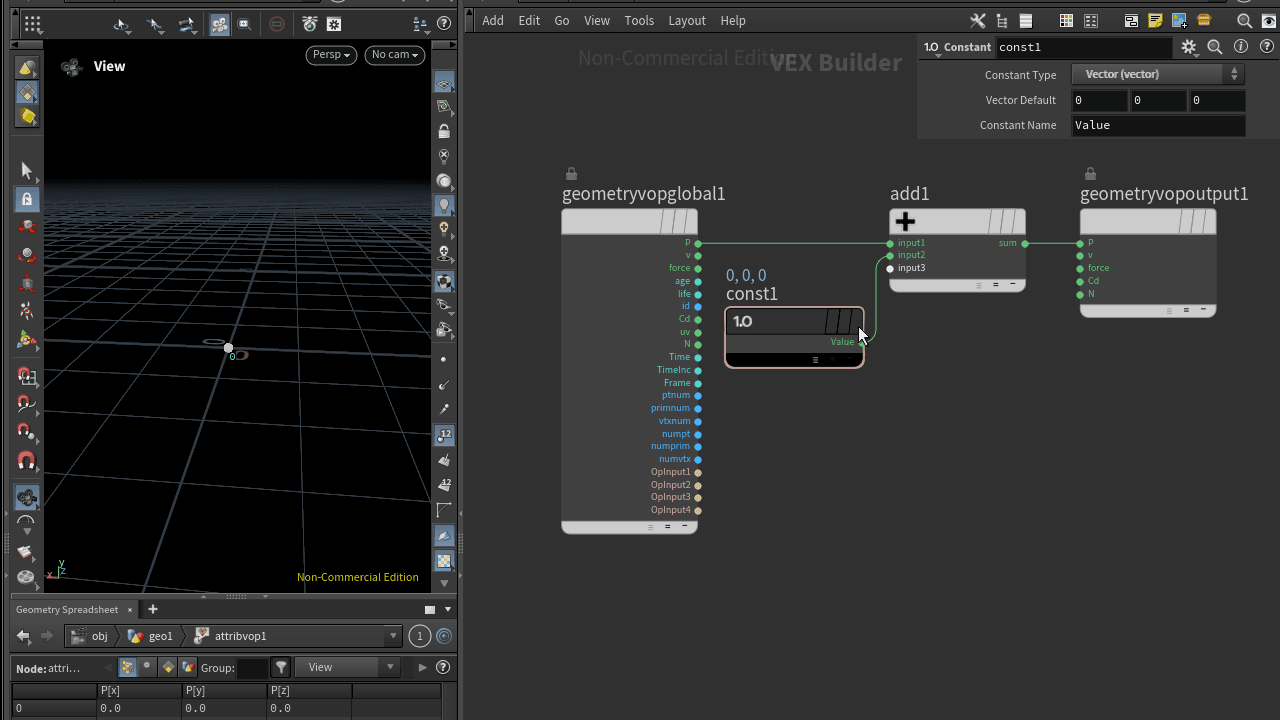 Add Edit Go View Tools Layout Help
View
Persp
No cam
Non-Commercial Edition
VEX Builder
1.0 Constant const1
Constant Type Vector (vector)
Vector Default 0 0 0
Constant Name Value
geometryvopglobal1
P
v
force
age
life
id
Cd
uv
N
Time
TimeInc
Frame
ptnum
primnum
vtxnum
numpt
numprim
numvtx
OpInput1
OpInput2
OpInput3
OpInput4
0, 0, 0
const1
1.0
Value
add1
input1 sum
input2
input3
geometryvopoutput1
P
v
force
Cd
N
0
12
12
y
x z
Non-Commercial Edition
Geometry Spreadsheet × +
obj geo1 attribvop1 1
Node: attri... Group: View
P[x] P[y] P[z]
0 0.0 0.0 0.0